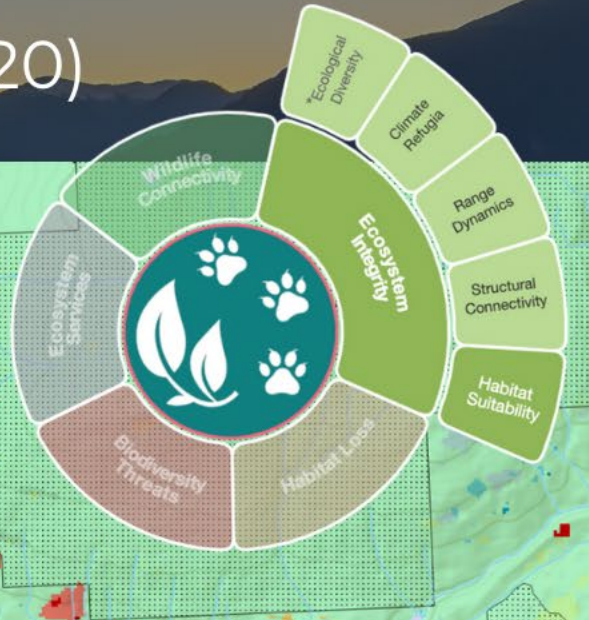 20)
*Ecological
Diversity
Climate
Refugia
Range
Dynamics
Structural
Connectivity
Habitat
Suitability
Wildlife
Connectivity
Ecosystem
Integrity
Ecosystem
Services
Biodiversity
Threats
Habitat Loss